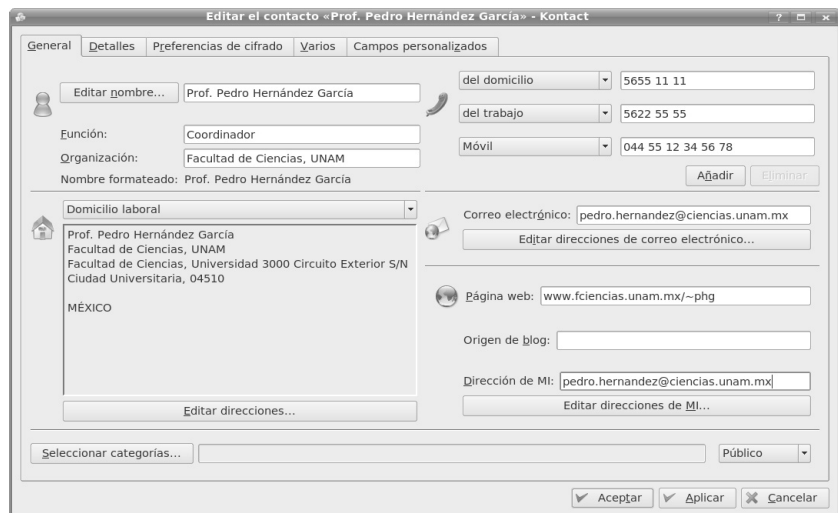 Editar el contacto «Prof. Pedro Hernández García» - Kontact
General
Detalles
Preferencias de cifrado
Varios
Campos personalizados
Editar nombre...
Prof. Pedro Hernández García
Función:
Coordinador
Organización:
Facultad de Ciencias, UNAM
Nombre formateado: Prof. Pedro Hernández García
del domicilio
5655 11 11
del trabajo
5622 55 55
Móvil
044 55 12 34 56 78
Añadir
Eliminar
Domicilio laboral
Prof. Pedro Hernández García
Facultad de Ciencias, UNAM
Facultad de Ciencias, Universidad 3000 Circuito Exterior S/N
Ciudad Universitaria, 04510
MÉXICO
Editar direcciones...
Correo electrónico: pedro.hernandez@ciencias.unam.mx
Editar direcciones de correo electrónico...
Página web: www.fciencias.unam.mx/~phg
Origen de blog:
Dirección de MI: pedro.hernandez@ciencias.unam.mx
Editar direcciones de MI...
Seleccionar categorías...
Público
Aceptar
Aplicar
Cancelar